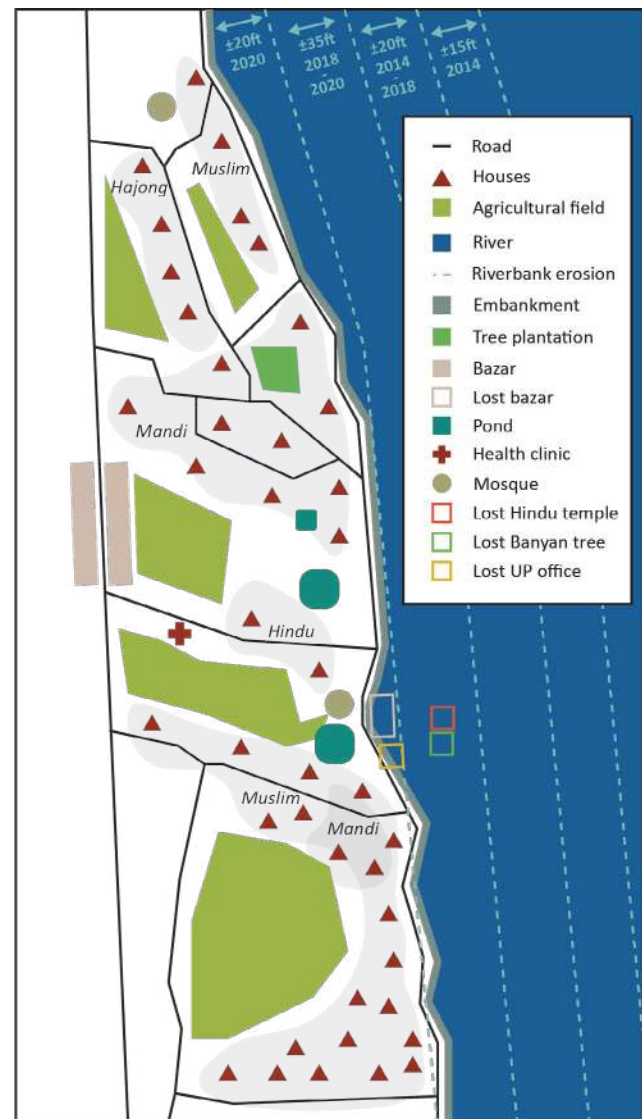 ±20ft
2020
±35ft
2018
-
2020
±20ft
2014
-
2018
±15ft
2014
Road
Houses
Agricultural field
River
Riverbank erosion
Embankment
Tree plantation
Bazar
Lost bazar
Pond
Health clinic
Mosque
Lost Hindu temple
Lost Banyan tree
Lost UP office
Muslim
Hajong
Mandi
Hindu
Muslim
Mandi